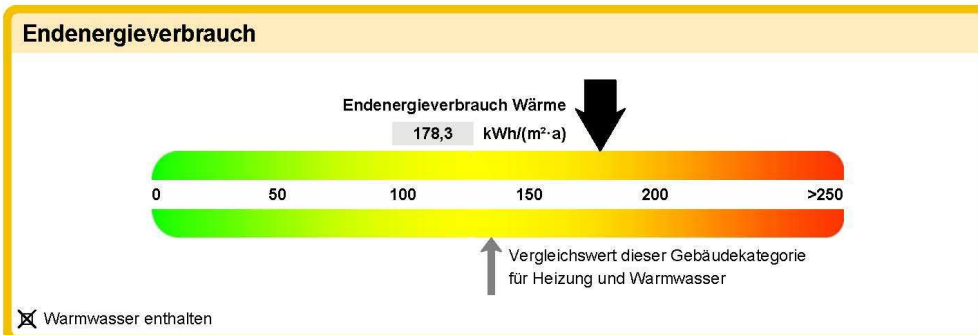 Endenergieverbrauch
Endenergieverbrauch Wärme
178,3 kWh/(m²·a)
0 50 100 150 200 >250
Vergleichswert dieser Gebäudekategorie
für Heizung und Warmwasser
Warmwasser enthalten